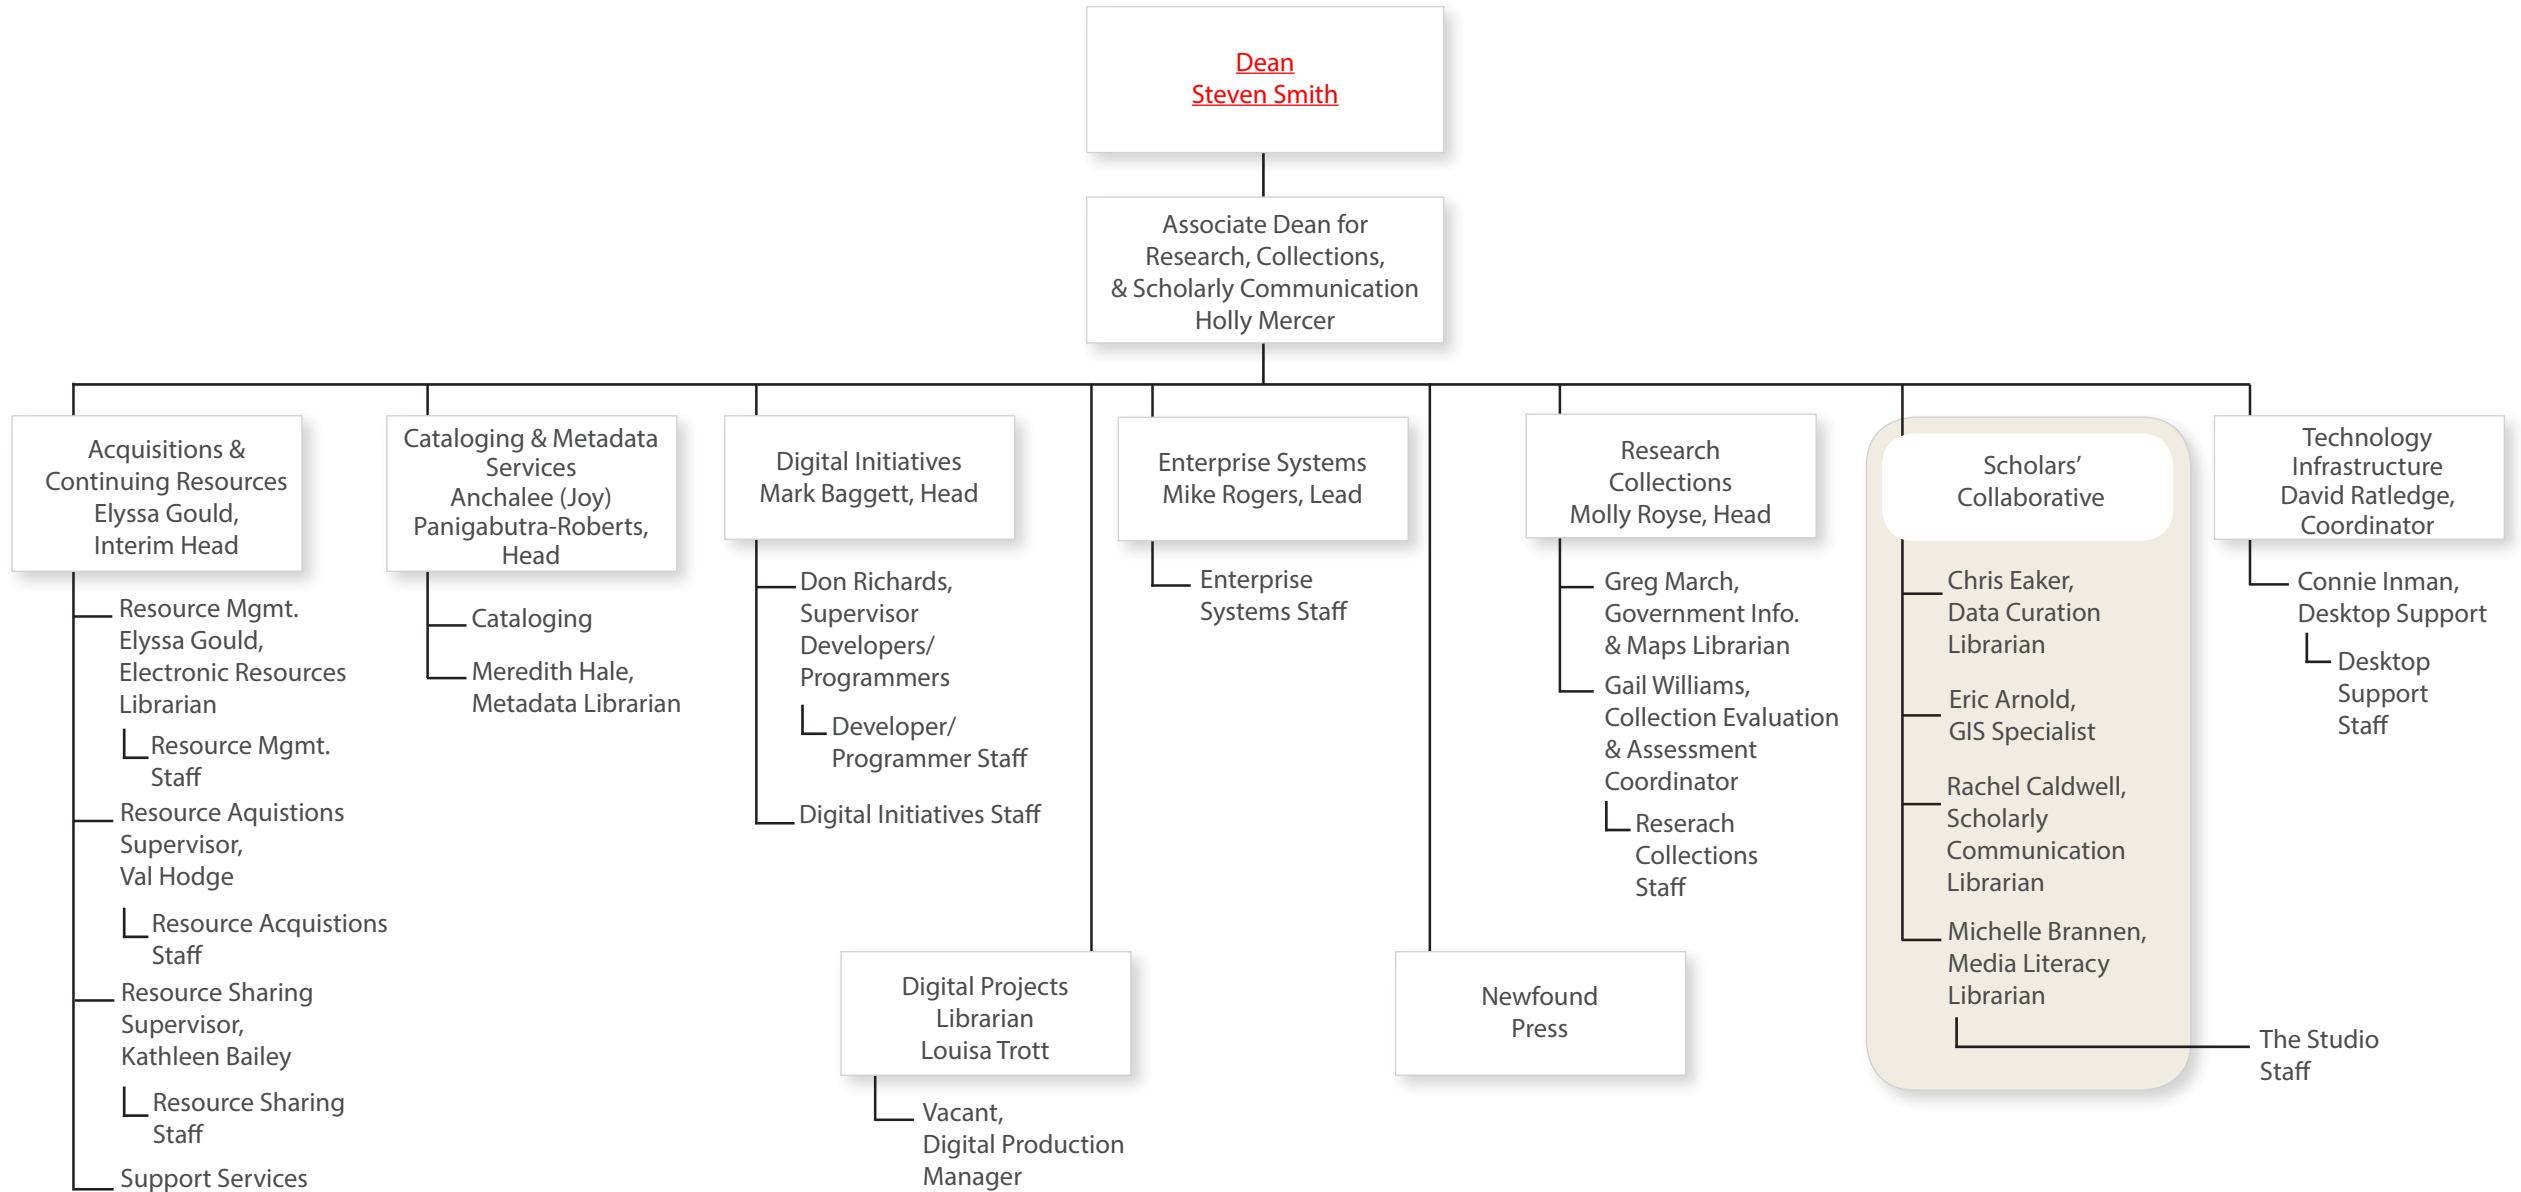 Dean
Steven Smith
Associate Dean for
Research, Collections,
& Scholarly Communication
Holly Mercer
Acquisitions &
Continuing Resources
Elyssa Gould,
Interim Head
Resource Mgmt.
Elyssa Gould,
Electronic Resources
Librarian
Resource Mgmt.
Staff
Resource Aquistions
Supervisor,
Val Hodge
Resource Acquistions
Staff
Resource Sharing
Supervisor,
Kathleen Bailey
Resource Sharing
Staff
Support Services
Cataloging & Metadata
Services
Anchalee (Joy)
Panigabutra-Roberts,
Head
Cataloging
Meredith Hale,
Metadata Librarian
Digital Initiatives
Mark Baggett, Head
Don Richards,
Supervisor
Developers/
Programmers
Developer/
Programmer Staff
Digital Initiatives Staff
Digital Projects
Librarian
Louisa Trott
Vacant,
Digital Production
Manager
Enterprise Systems
Mike Rogers, Lead
Enterprise
Systems Staff
Newfound
Press
Research
Collections
Molly Royse, Head
Greg March,
Government Info.
& Maps Librarian
Gail Williams,
Collection Evaluation
& Assessment
Coordinator
Reserach
Collections
Staff
Scholars’
Collaborative
Chris Eaker,
Data Curation
Librarian
Eric Arnold,
GIS Specialist
Rachel Caldwell,
Scholarly
Communication
Librarian
Michelle Brannen,
Media Literacy
Librarian
The Studio
Staff
Technology
Infrastructure
David Ratledge,
Coordinator
Connie Inman,
Desktop Support
Desktop
Support
Staff